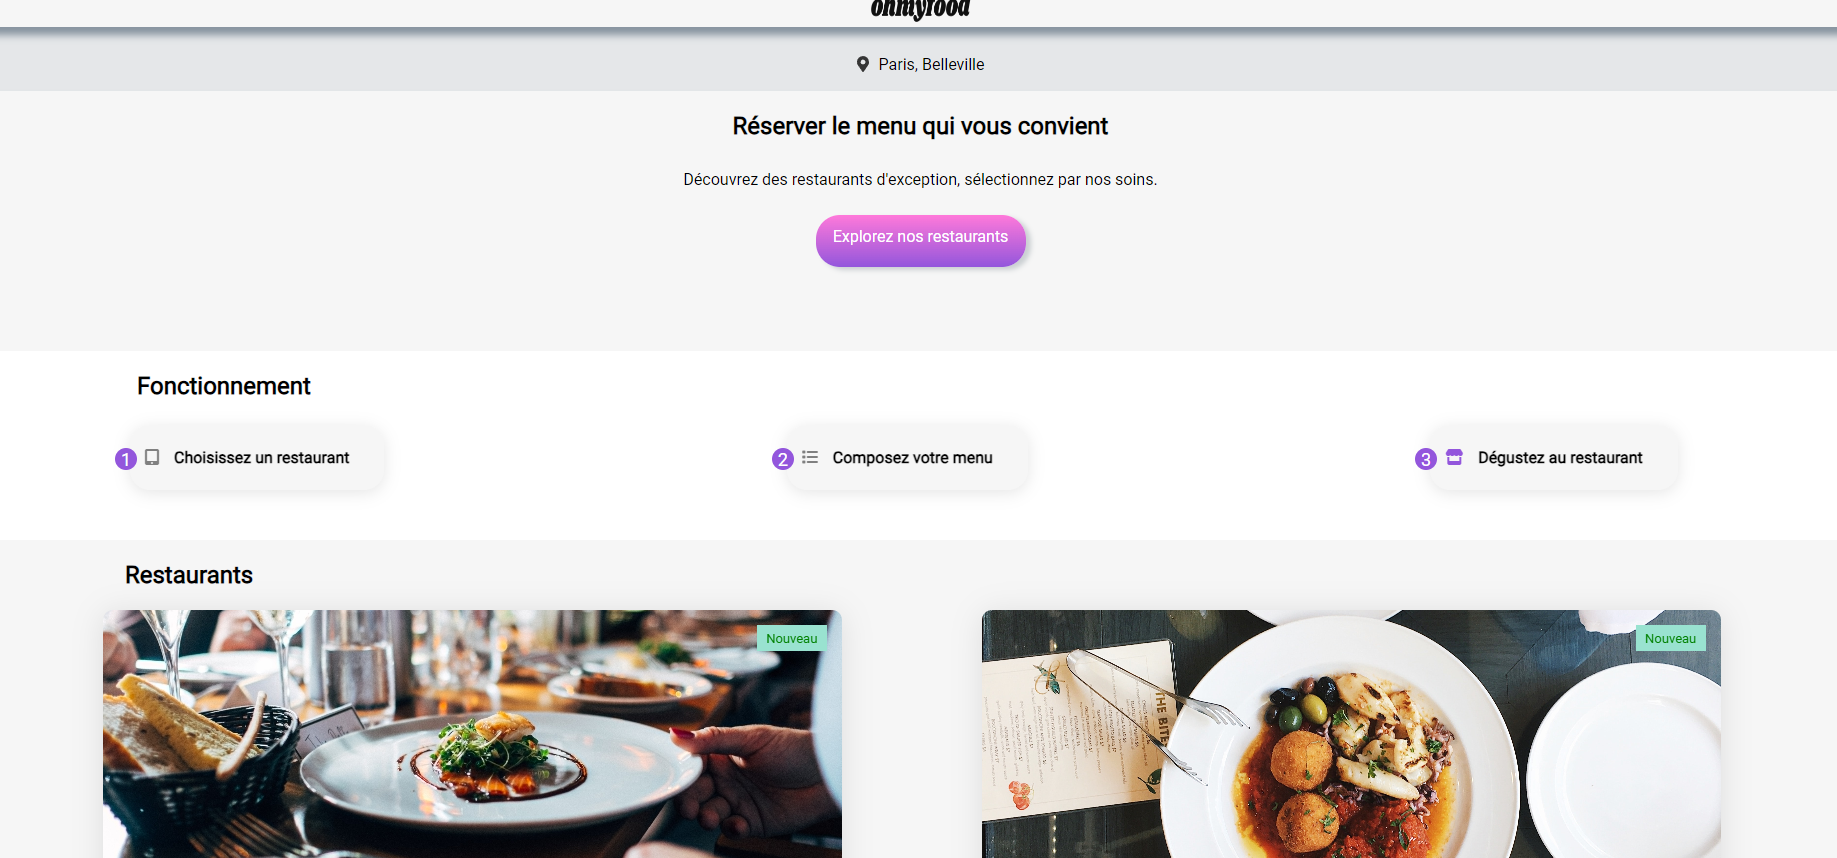 ohmyfood
Paris, Belleville
Réserver le menu qui vous convient
Découvrez des restaurants d'exception, sélectionnez par nos soins.
Explorez nos restaurants
Fonctionnement
1 Choisissez un restaurant
2 Composez votre menu
3 Dégustez au restaurant
Restaurants
Nouveau
Nouveau
THE BITE